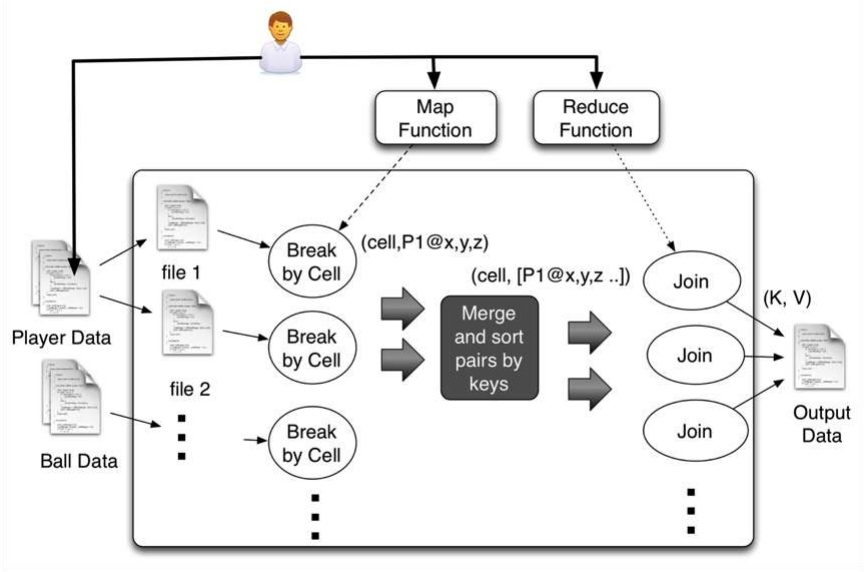 Map
Function
Reduce
Function
Player Data
Ball Data
file 1
file 2
Break
by Cell
Break
by Cell
Break
by Cell
(cell,P1@x,y,z)
(cell, [P1@x,y,z ..])
Merge
and sort
pairs by
keys
Join
Join
Join
(K, V)
Output
Data